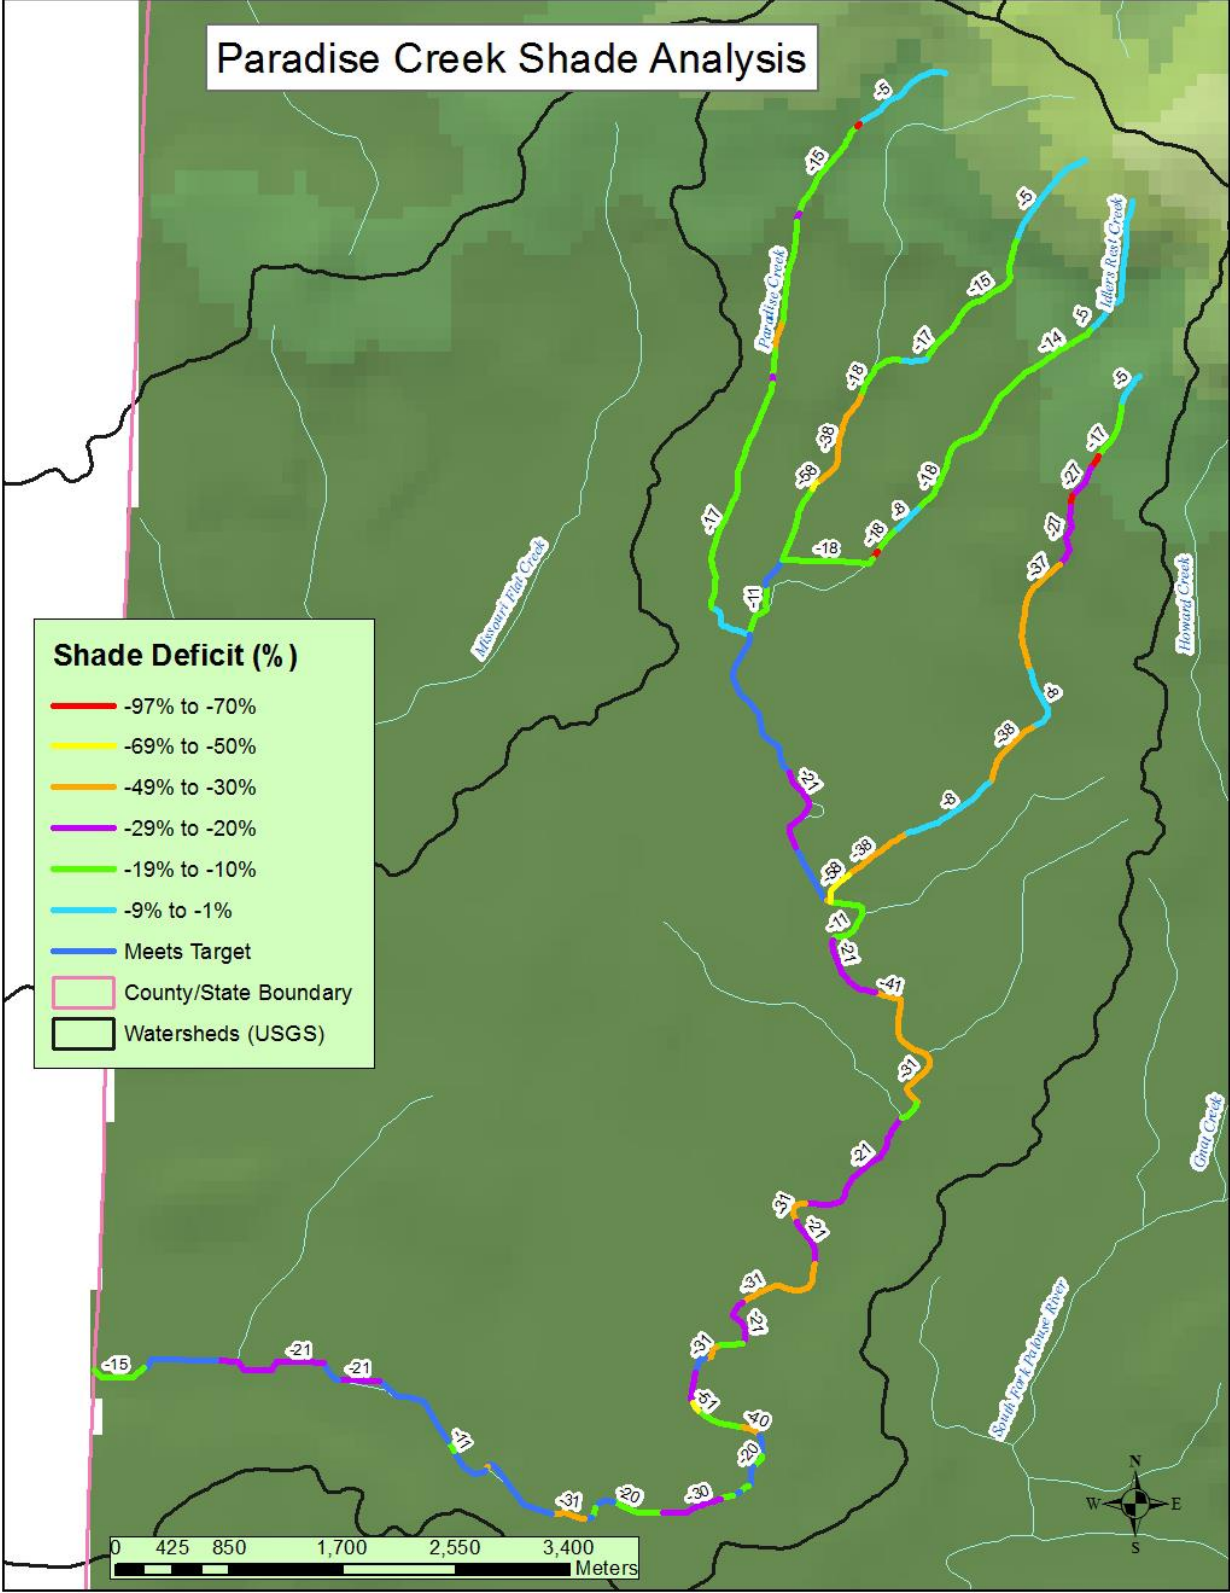 Paradise Creek Shade Analysis
-5
-15
-5
Idlers Rest Creek
Paradise Creek
-15
-5
-17
-14
-18
-5
-38
-17
-58
-18
-27
-8
-17
-18
-18
-27
Missouri Flat Creek
-37
Howard Creek
-11
Shade Deficit (%)
-97% to -70%
-69% to -50%
-49% to -30%
-29% to -20%
-19% to -10%
-9% to -1%
Meets Target
County/State Boundary
Watersheds (USGS)
-8
-38
-21
-8
-38
-58
-11
-21
-41
-31
Gnat Creek
-21
-31
-21
-31
-21
South Fork Palouse River
-31
-21
-15
-21
-51
-40
-11
-20
-31
-20
-30
N
W
E
S
0 425 850 1,700 2,550 3,400
Meters